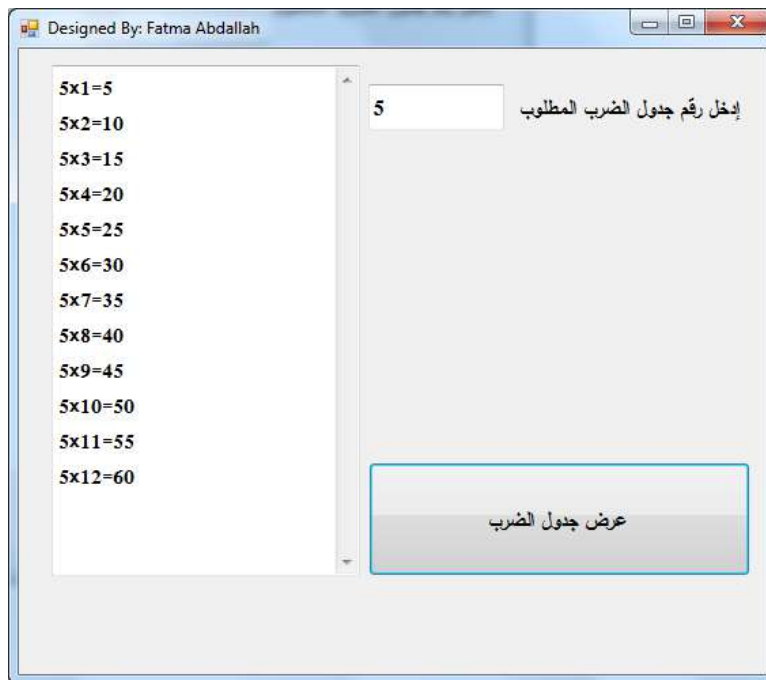 Designed By: Fatma Abdallah
إدخل رقم جدول الضرب المطلوب
5
5x1=5
5x2=10
5x3=15
5x4=20
5x5=25
5x6=30
5x7=35
5x8=40
5x9=45
5x10=50
5x11=55
5x12=60
عرض جدول الضرب